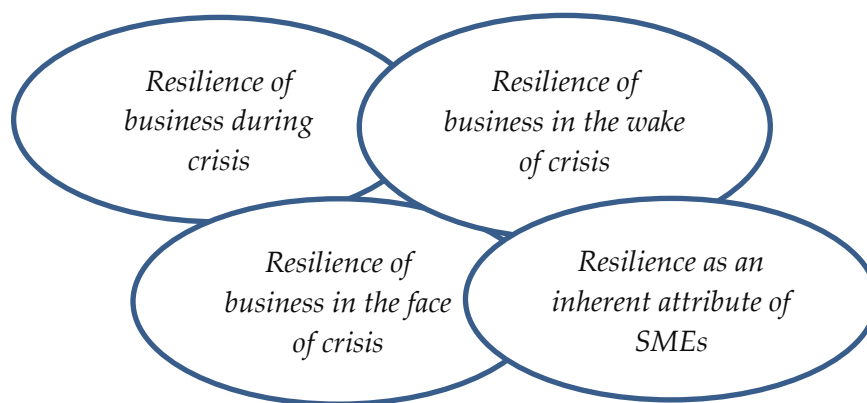 Resilience of
business during
crisis
Resilience of
business in the wake
of crisis
Resilience of
business in the face
of crisis
Resilience as an
inherent attribute of
SMEs